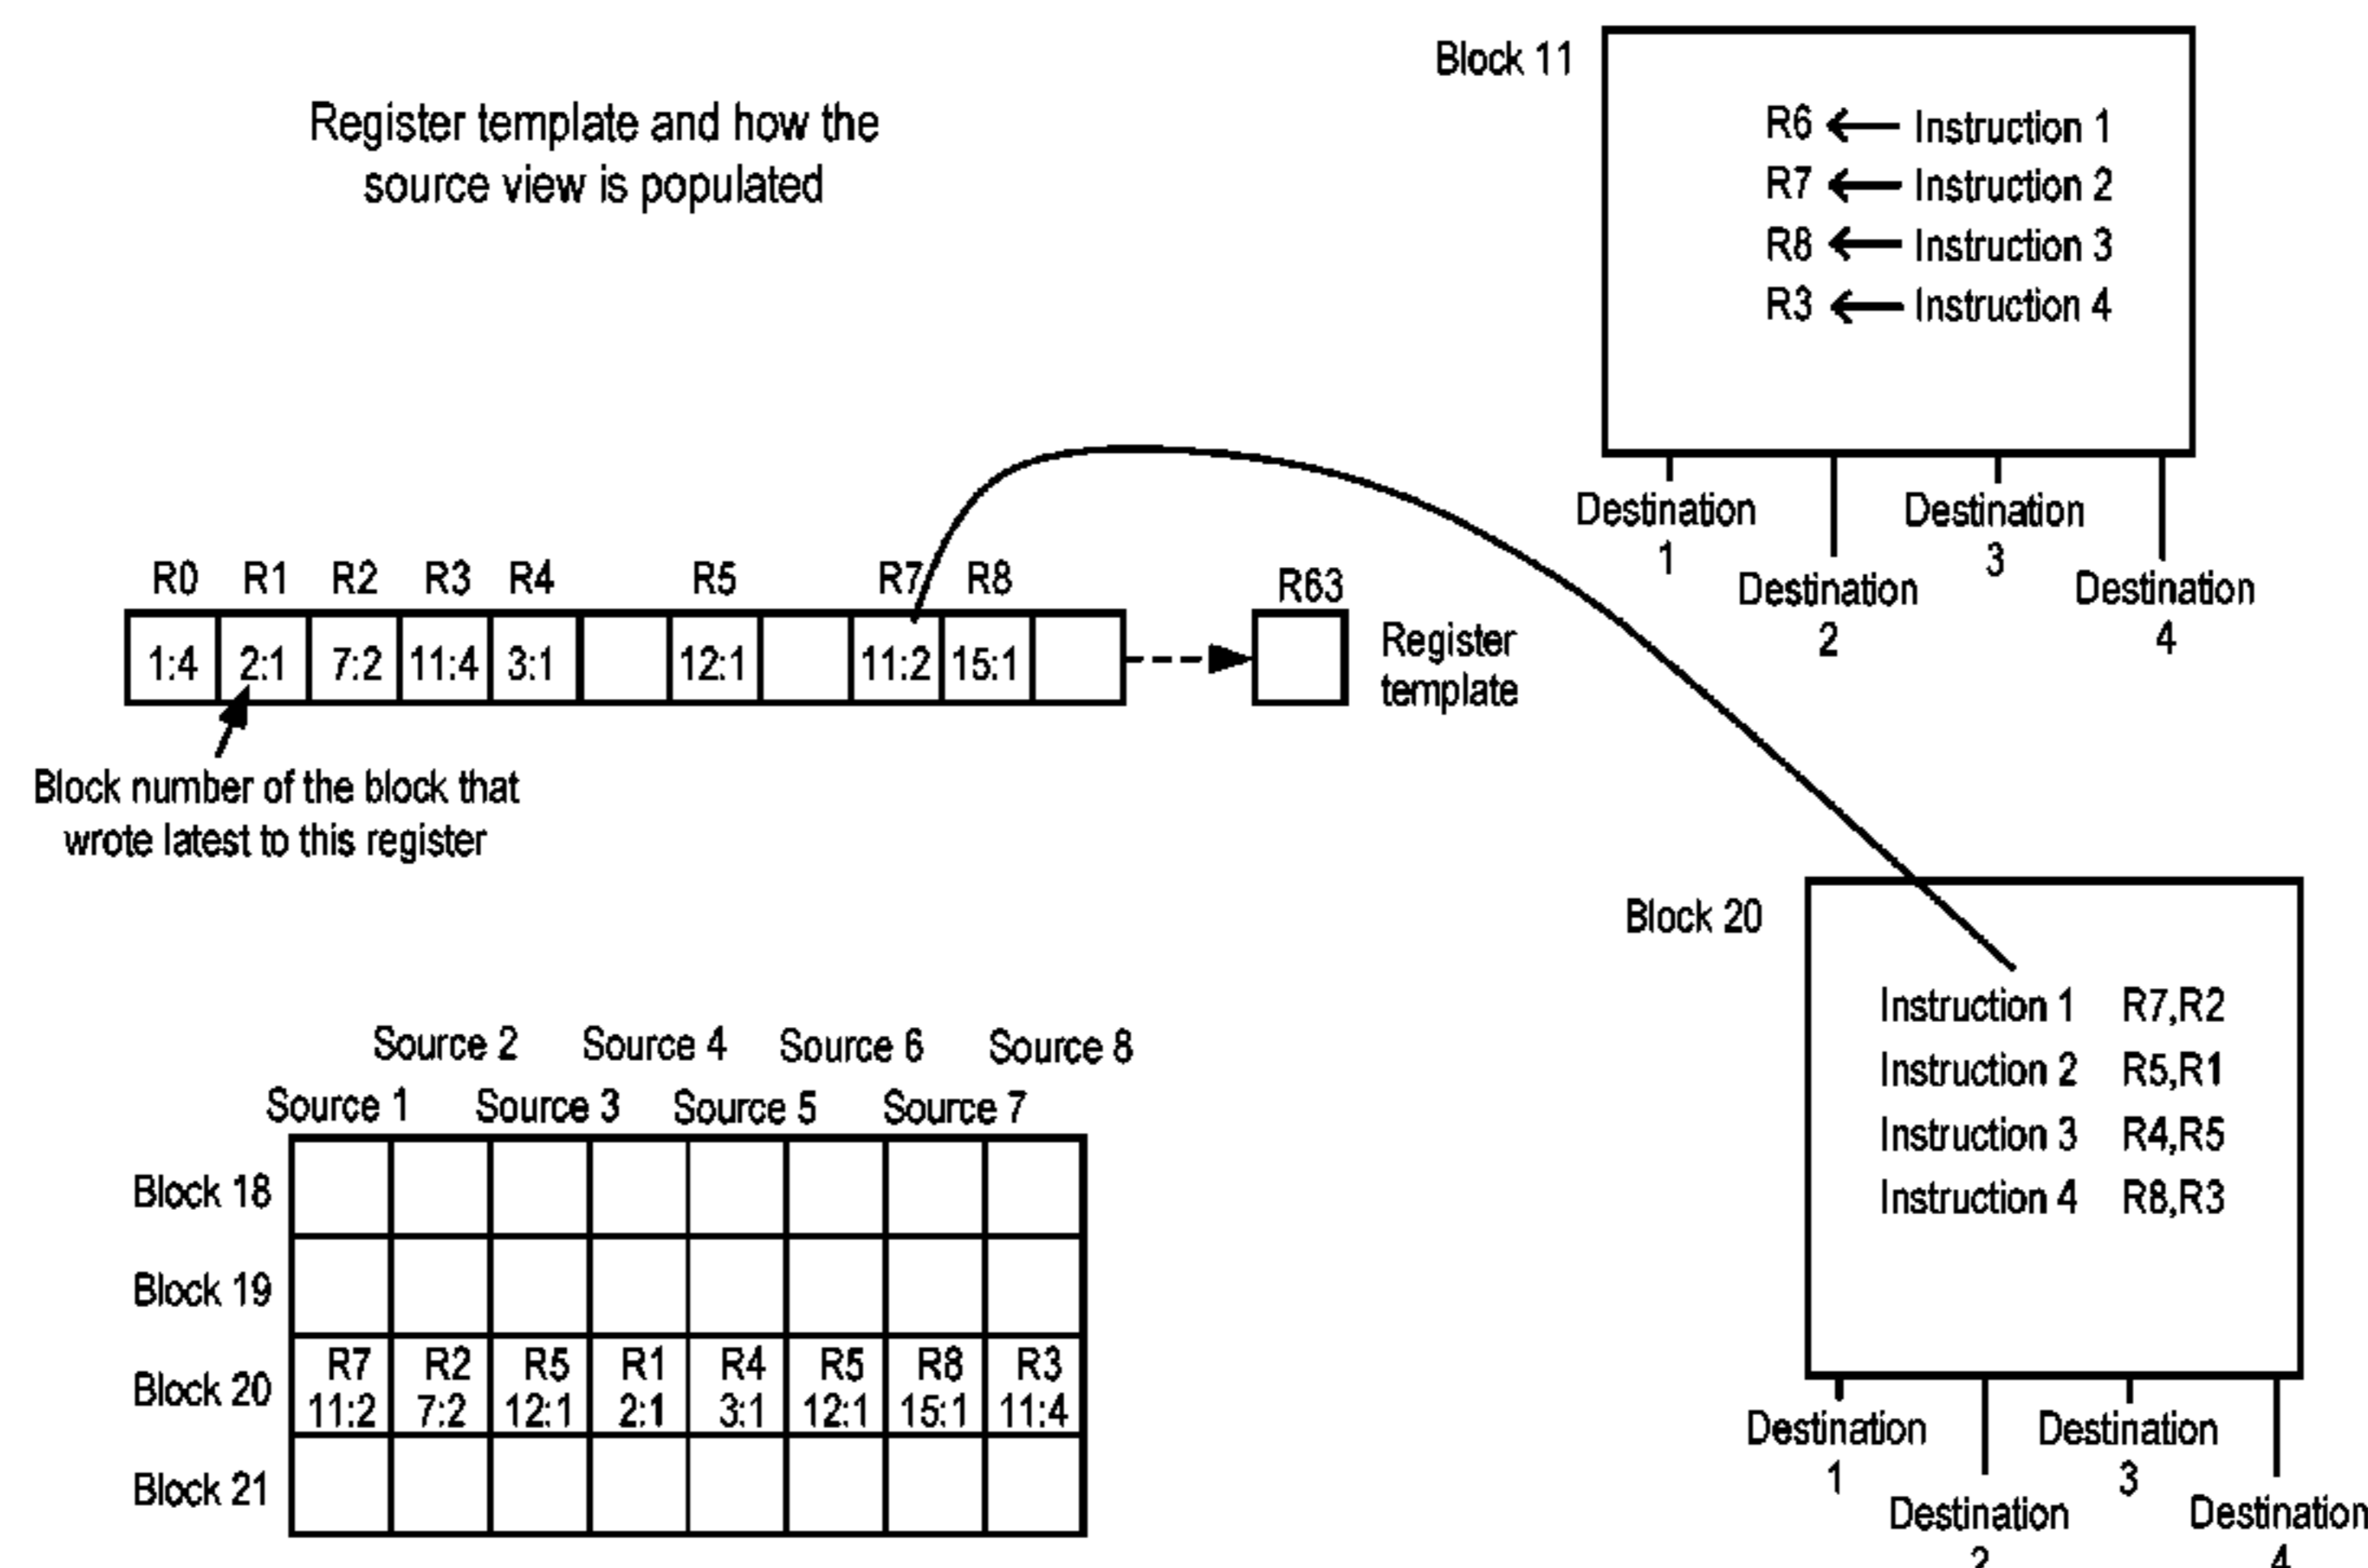 Register template and how the
source view is populated
Block 11
R6 Instruction 1
R7 Instruction 2
R8 Instruction 3
R3 Instruction 4
Destination
1
Destination
2
Destination
3
Destination
4
R0 R1 R2 R3 R4 R5 R7 R8 R63
1:4 2:1 7:2 11:4 3:1 12:1 11:2 15:1
Register
template
Block number of the block that
wrote latest to this register
Block 20
Instruction 1 R7,R2
Instruction 2 R5,R1
Instruction 3 R4,R5
Instruction 4 R8,R3
Destination
1
Destination
2
Destination
3
Destination
4
Source 2 Source 4 Source 6 Source 8
Source 1 Source 3 Source 5 Source 7
Block 18
Block 19
Block 20
R7 R2 R5 R1 R4 R5 R8 R3
11:2 7:2 12:1 2:1 3:1 12:1 15:1 11:4
Block 21